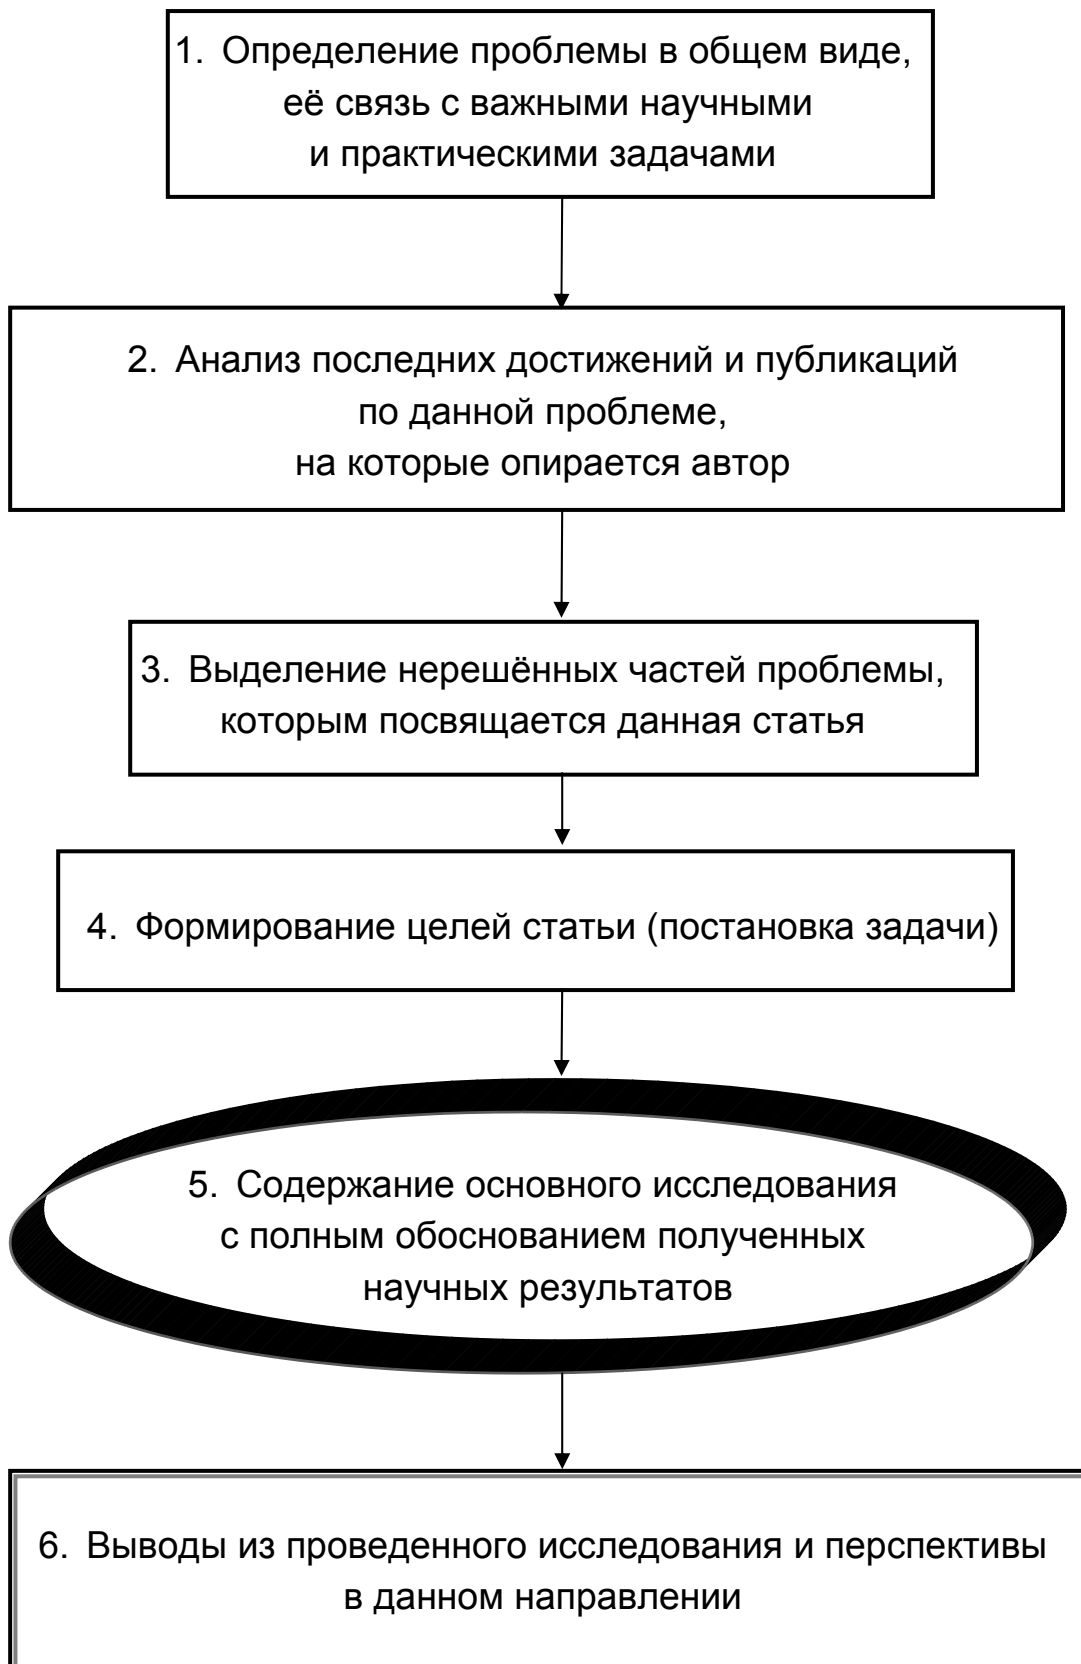 1. Определение проблемы в общем виде,
её связь с важными научными
и практическими задачами
2. Анализ последних достижений и публикаций
по данной проблеме,
на которые опирается автор
3. Выделение нерешённых частей проблемы,
которым посвящается данная статья
4. Формирование целей статьи (постановка задачи)
5. Содержание основного исследования
с полным обоснованием полученных
научных результатов
6. Выводы из проведенного исследования и перспективы
в данном направлении